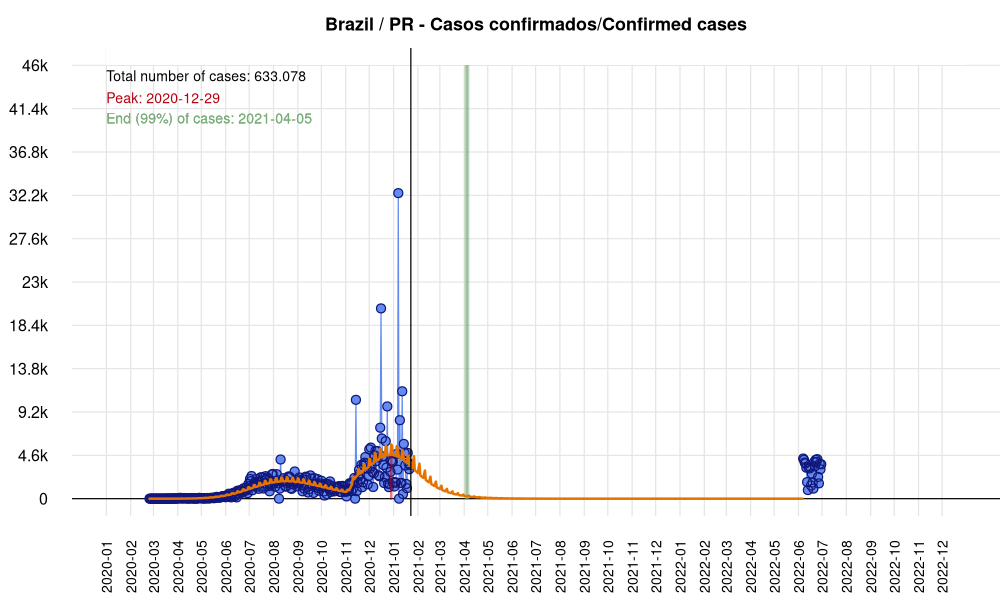 Brazil / PR - Casos confirmados/Confirmed cases
46k
Total number of cases: 633.078
Peak: 2020-12-29
41.4k
End (99%) of cases: 2021-04-05
36.8k
32.2k
27.6k
23k
18.4k
13.8k
9.2k
4.6k
0
2020-01
2020-02
2020-03
2020-04
2020-05
2020-06
2020-07
2020-08
2020-09
2020-10
2020-11
2020-12
2021-01
2021-02
2021-03
2021-04
2021-05
2021-06
2021-07
2021-08
2021-09
2021-10
2021-11
2021-12
2022-01
2022-02
2022-03
2022-04
2022-05
2022-06
2022-07
2022-08
2022-09
2022-10
2022-11
2022-12